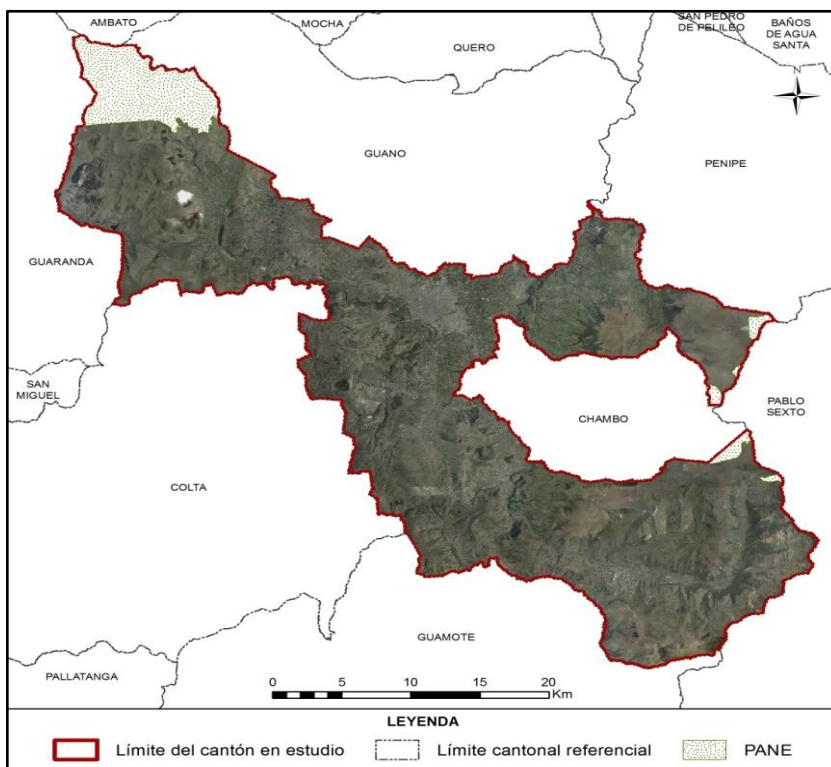 AMBATO
MOCHA
SAN PEDRO
DE PELILEO
BAÑOS
DE AGUA
SANTA
QUERO
N
GUANO
PENIPE
GUARANDA
SAN
MIGUEL
CHAMBO
PABLO
SEXTO
COLTA
GUAMOTE
PALLATANGA
0 5 10 15 20
Km
LEYENDA
Límite del cantón en estudio
Límite cantonal referencial
PANE